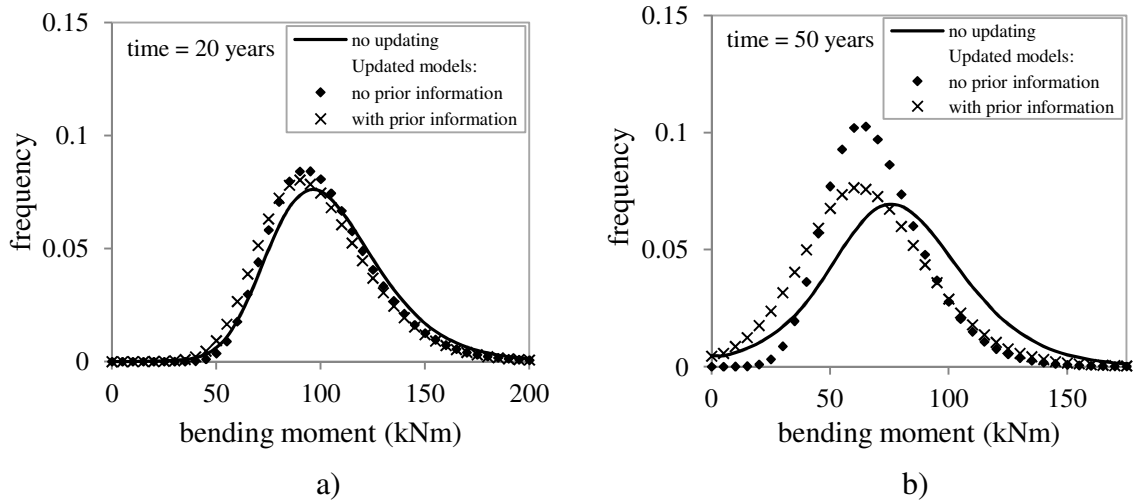 0.15
time = 20 years
no updating
Updated models:
no prior information
with prior information
0.1
frequency
0.05
0
0 50 100 150 200
bending moment (kNm)
a)
0.15
time = 50 years
no updating
Updated models:
no prior information
with prior information
0.1
frequency
0.05
0
0 50 100 150
bending moment (kNm)
b)